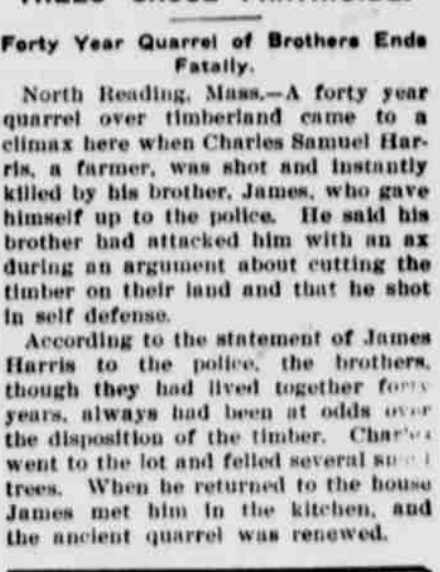 Forty Year Quarrel of Brothers Ends
Fatally.
North Reading, Mass.—A forty year
quarrel over timberland came to a
climax here when Charles Samuel Har-
ris, a farmer, was shot and instantly
killed by his brother, James, who gave
himself up to the police. He said his
brother had attacked him with an ax
during an argument about cutting the
timber on their land and that he shot
in self defense.
According to the statement of James
Harris to the police, the brothers,
though they had lived together forty
years, always had been at odds over
the disposition of the timber. Charles
went to the lot and felled several
trees. When he returned to the house
James met him in the kitchen, and
the ancient quarrel was renewed.